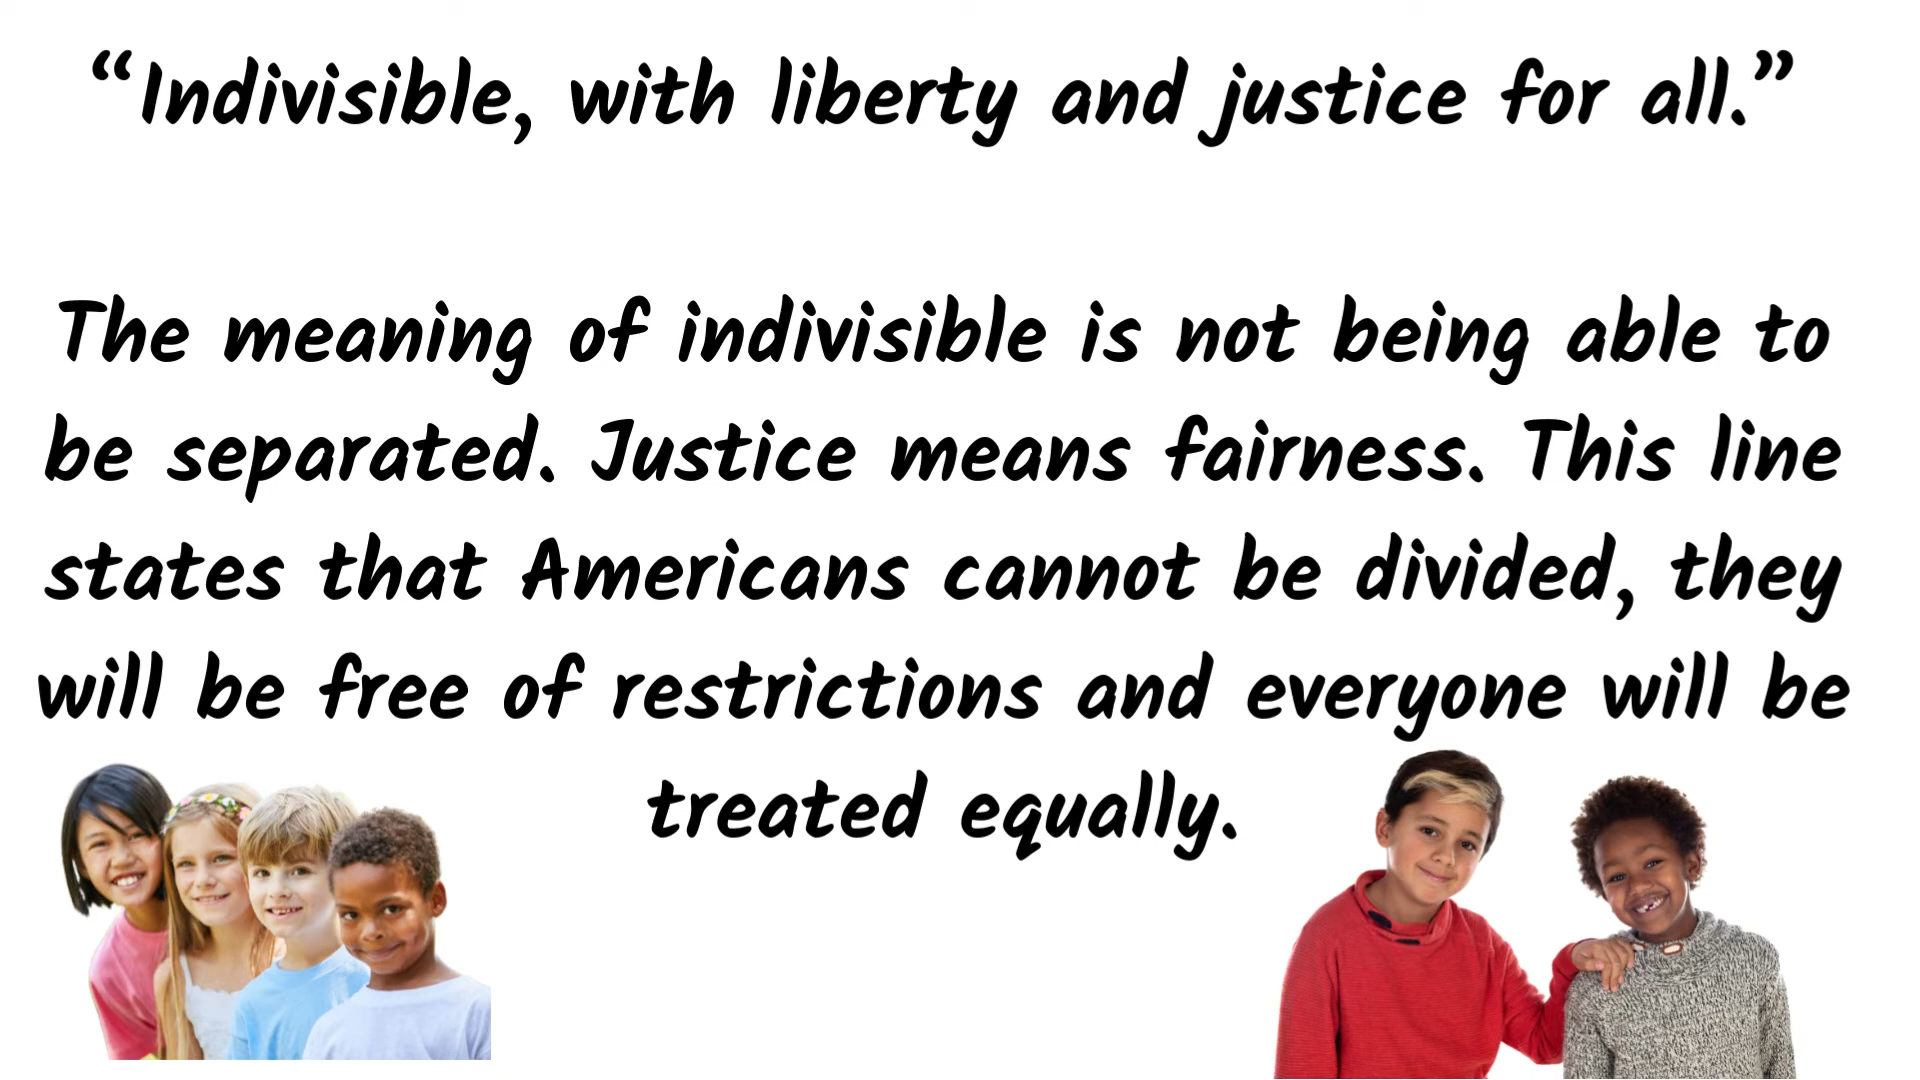 “Indivisible, with liberty and justice for all.”
The meaning of indivisible is not being able to
be separated. Justice means fairness. This line
states that Americans cannot be divided, they
will be free of restrictions and everyone will be
treated equally.